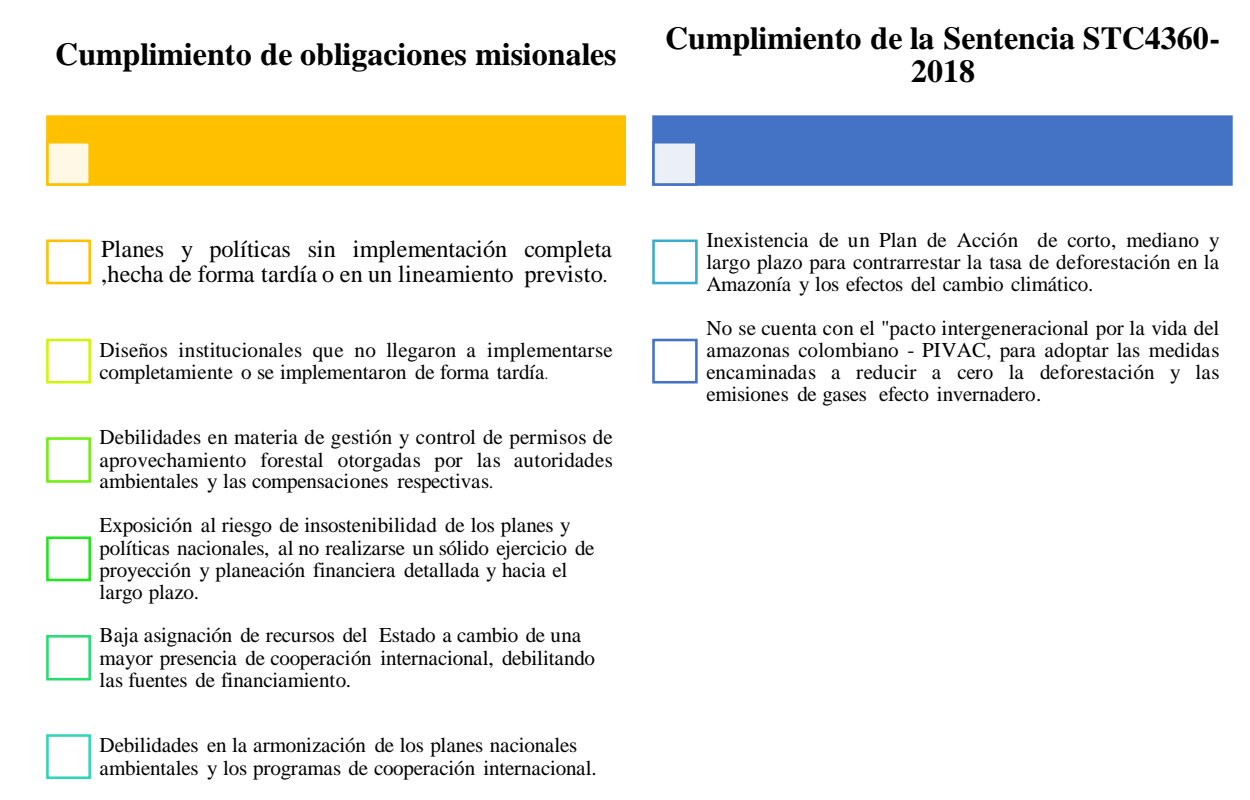 Cumplimiento de obligaciones misionales
Planes y políticas sin implementación completa
,hecha de forma tardía o en un lineamiento previsto.
Diseños institucionales que no llegaron a implementarse
completamiente o se implementaron de forma tardía.
Debilidades en materia de gestión y control de permisos de
aprovechamiento forestal otorgadas por las autoridades
ambientales y las compensaciones respectivas.
Exposición al riesgo de insostenibilidad de los planes y
políticas nacionales, al no realizarse un sólido ejercicio de
proyección y planeación financiera detallada y hacia el
largo plazo.
Baja asignación de recursos del Estado a cambio de una
mayor presencia de cooperación internacional, debilitando
las fuentes de financiamiento.
Debilidades en la armonización de los planes nacionales
ambientales y los programas de cooperación internacional.
Cumplimiento de la Sentencia STC4360-
2018
Inexistencia de un Plan de Acción de corto, mediano y
largo plazo para contrarrestar la tasa de deforestación en la
Amazonía y los efectos del cambio climático.
No se cuenta con el "pacto intergeneracional por la vida del
amazonas colombiano - PIVAC, para adoptar las medidas
encaminadas a reducir a cero la deforestación y las
emisiones de gases efecto invernadero.